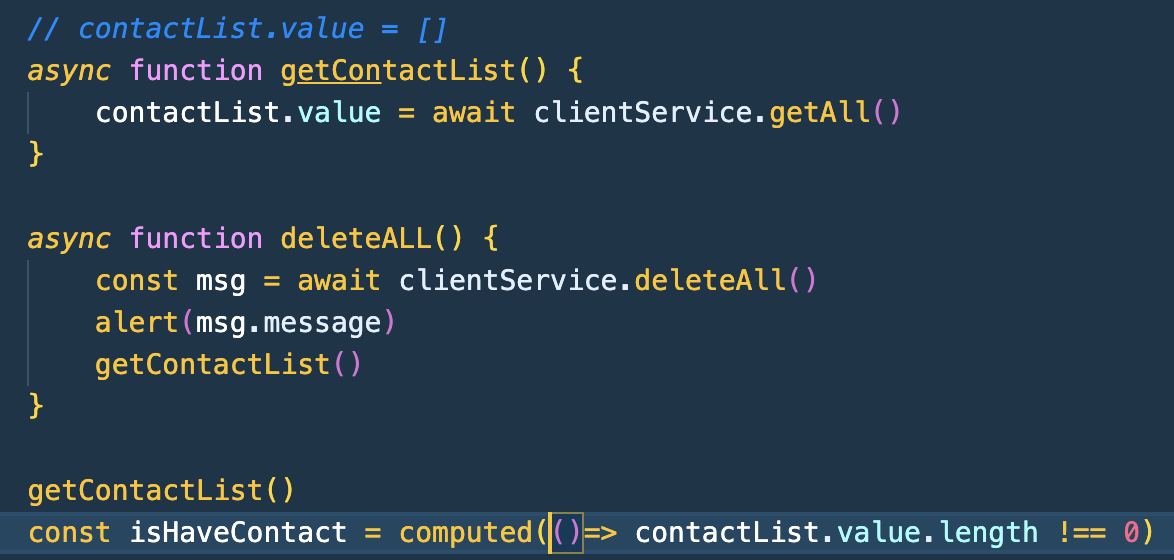 // contactList.value = []
async function getContactList() {
    contactList.value = await clientService.getAll()
}
async function deleteALL() {
    const msg = await clientService.deleteAll()
    alert(msg.message)
    getContactList()
}
getContactList()
const isHaveContact = computed(()=> contactList.value.length !== 0)